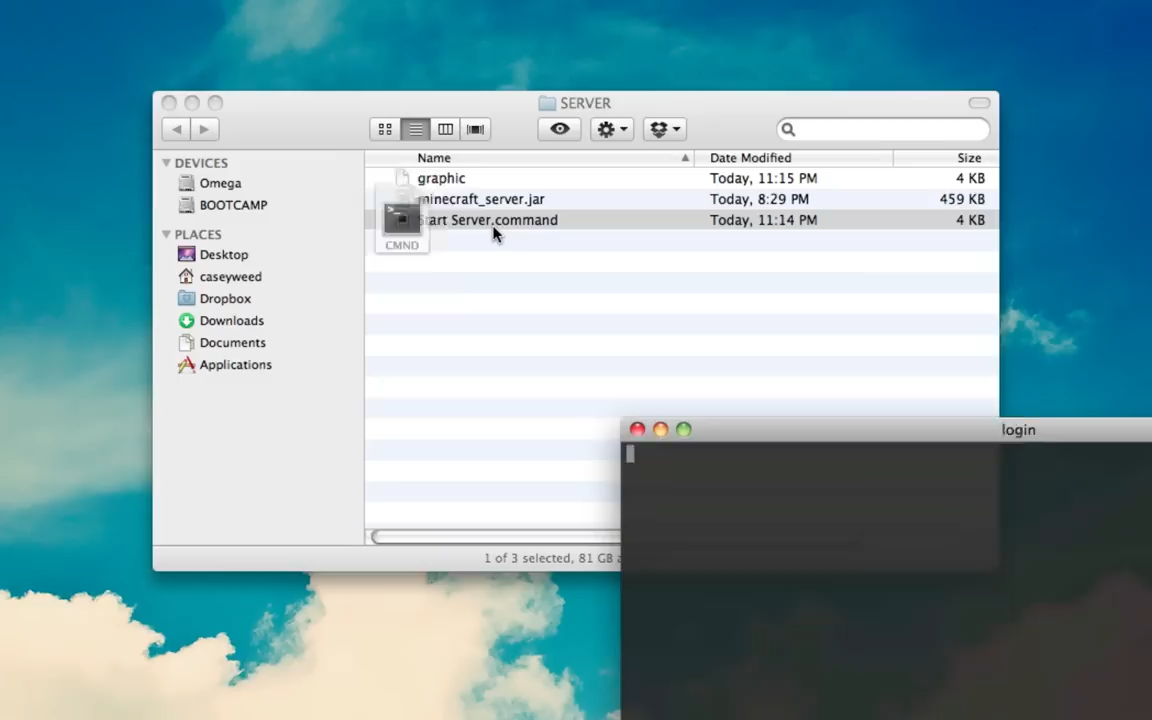 SERVER
Name Date Modified Size
DEVICES
Omega
BOOTCAMP
PLACES
Desktop
caseyweed
Dropbox
Downloads
Documents
Applications
graphic Today, 11:15 PM 4 KB
minecraft_server.jar Today, 8:29 PM 459 KB
Start Server.command Today, 11:14 PM 4 KB
CMND
login
1 of 3 selected, 81 GB